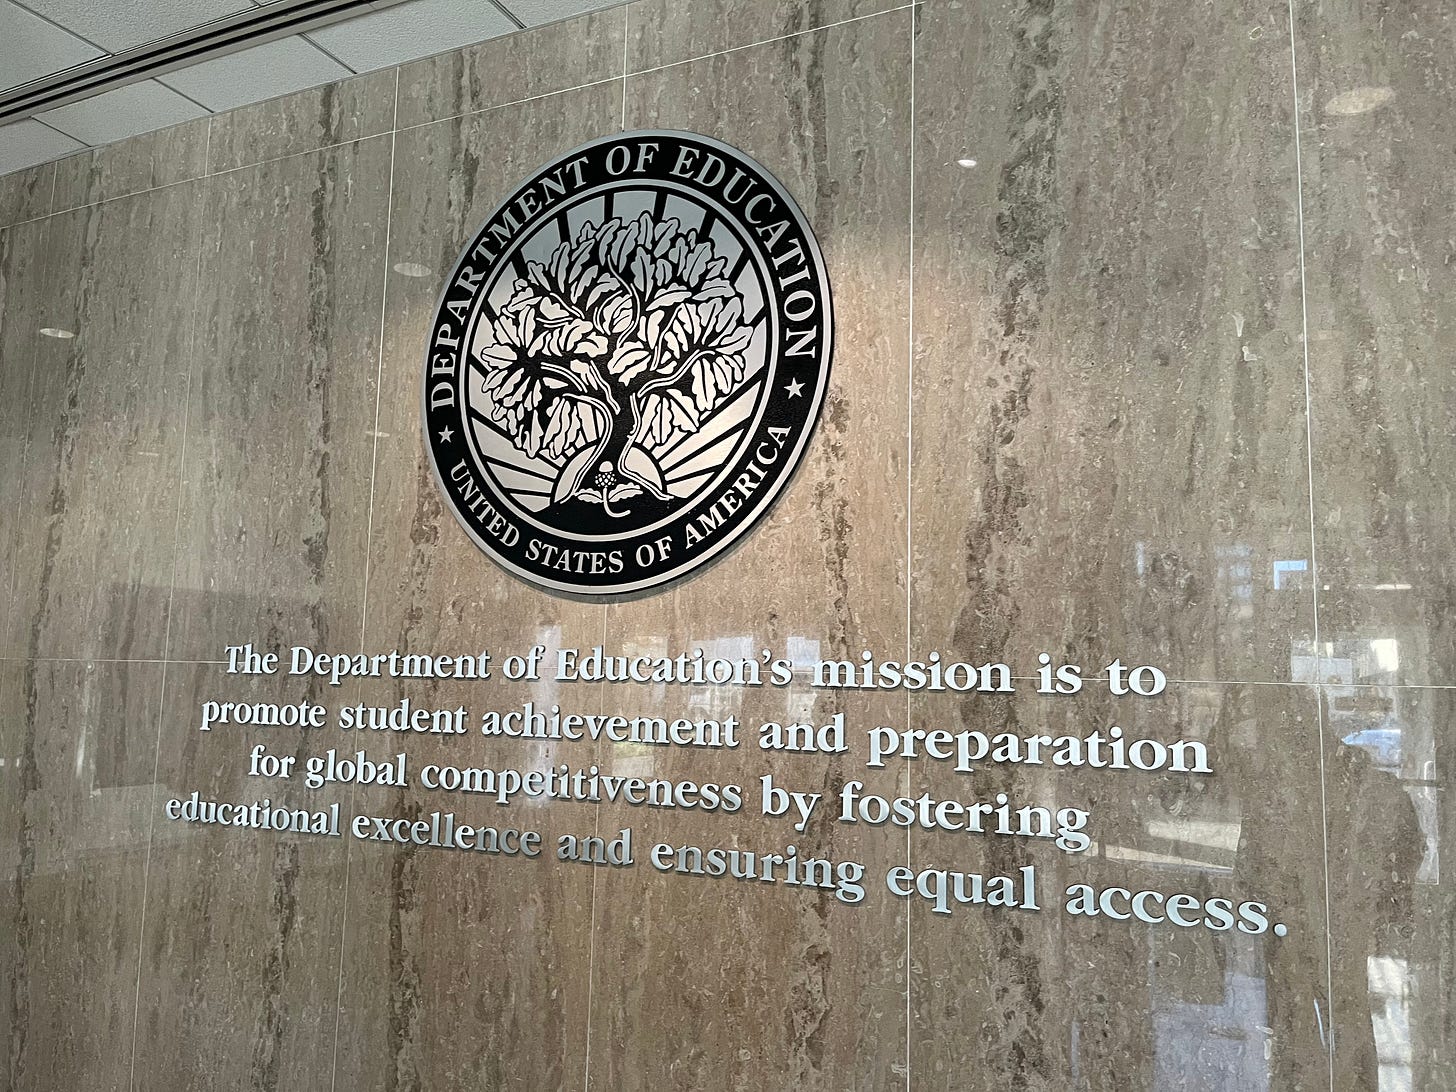 DEPARTMENT OF EDUCATION
UNITED STATES OF AMERICA
The Department of Education's mission is to
promote student achievement and preparation
for global competitiveness by fostering
educational excellence and ensuring equal access.